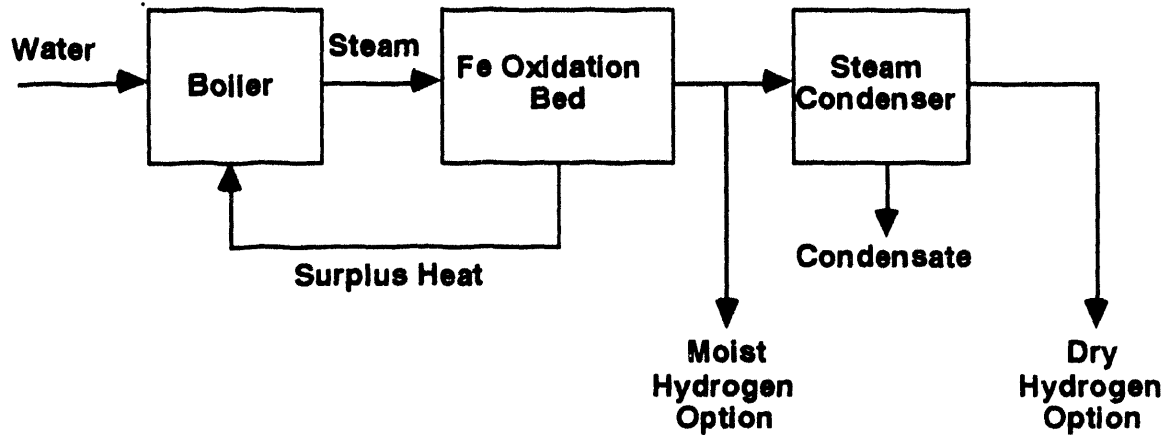 Water
Boiler
Steam
Fe Oxidation
Bed
Steam
Condenser
Surplus Heat
Condensate
Moist
Hydrogen
Option
Dry
Hydrogen
Option